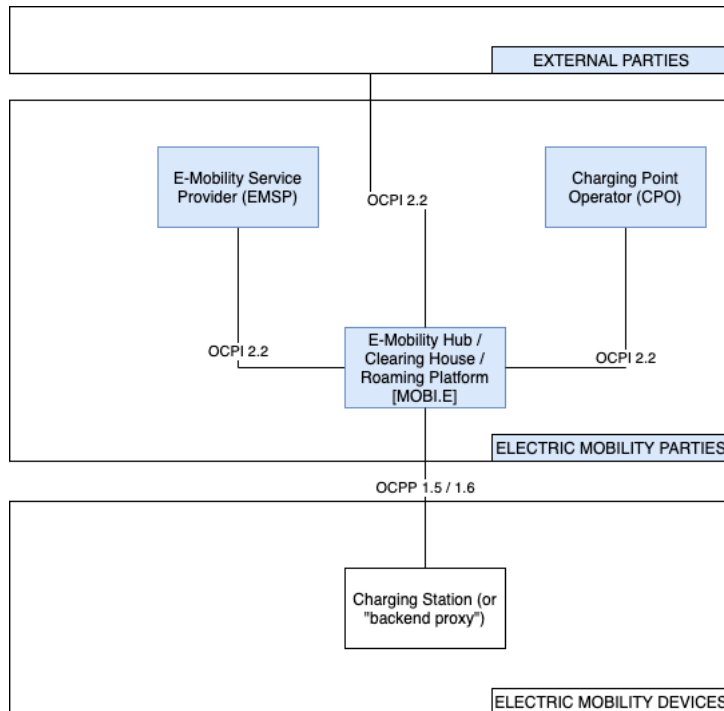 EXTERNAL PARTIES
E-Mobility Service
Provider (EMSP)
Charging Point
Operator (CPO)
OCPI 2.2
E-Mobility Hub /
Clearing House /
Roaming Platform
[MOBI.E]
OCPI 2.2
OCPI 2.2
ELECTRIC MOBILITY PARTIES
OCPP 1.5 / 1.6
Charging Station (or
"backend proxy")
ELECTRIC MOBILITY DEVICES